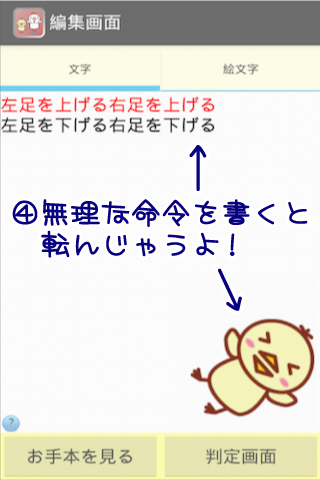 編集画面
文字
絵文字
左足を上げる右足を上げる
左足を下げる右足を下げる
④無理な命令を書くと
転んじゃうよ!
?
お手本を見る
判定画面